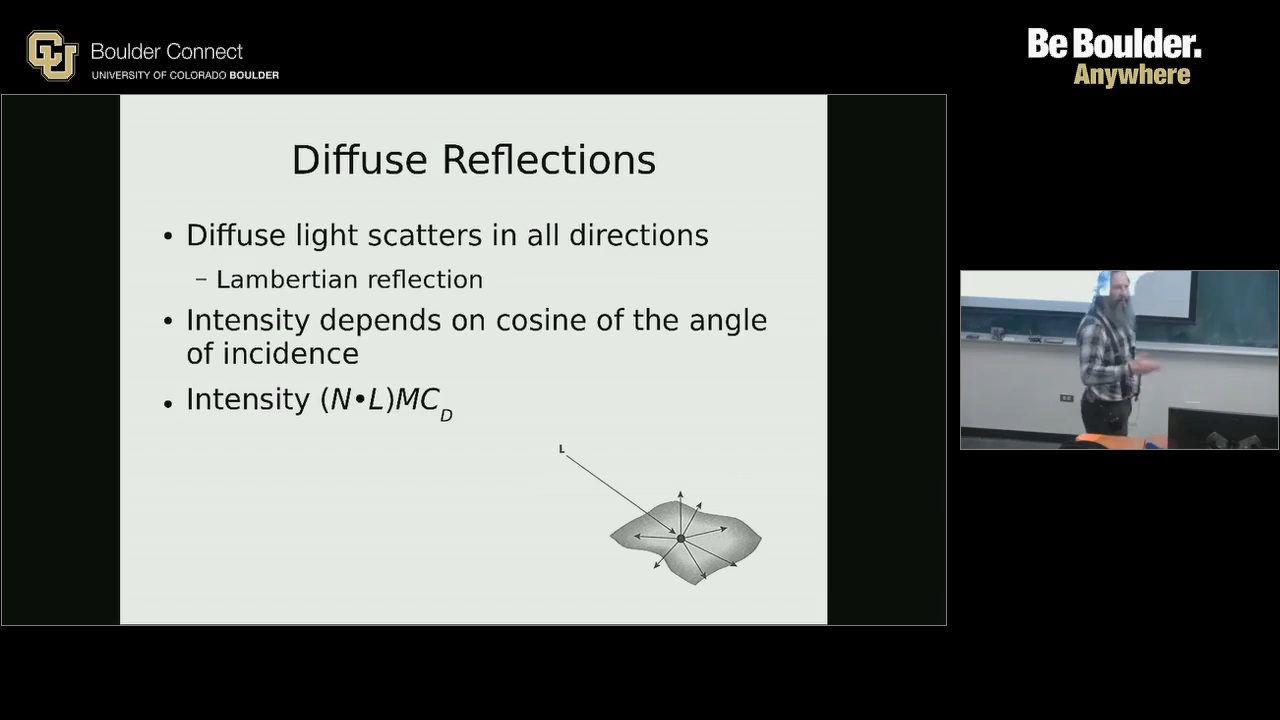 Boulder Connect
UNIVERSITY OF COLORADO BOULDER
Be Boulder.
Anywhere
Diffuse Reflections
• Diffuse light scatters in all directions
– Lambertian reflection
• Intensity depends on cosine of the angle
of incidence
• Intensity (N•L)MC_D
L